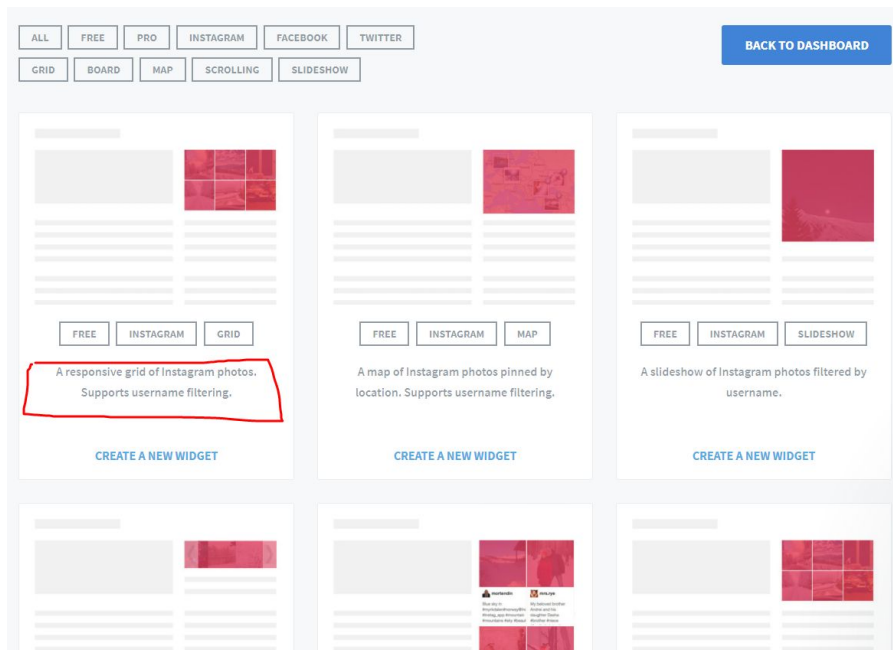 ALL FREE PRO INSTAGRAM FACEBOOK TWITTER
GRID BOARD MAP SCROLLING SLIDESHOW
BACK TO DASHBOARD
FREE INSTAGRAM GRID
A responsive grid of Instagram photos.
Supports username filtering.
CREATE A NEW WIDGET
FREE INSTAGRAM MAP
A map of Instagram photos pinned by
location. Supports username filtering.
CREATE A NEW WIDGET
FREE INSTAGRAM SLIDESHOW
A slideshow of Instagram photos filtered by
username.
CREATE A NEW WIDGET